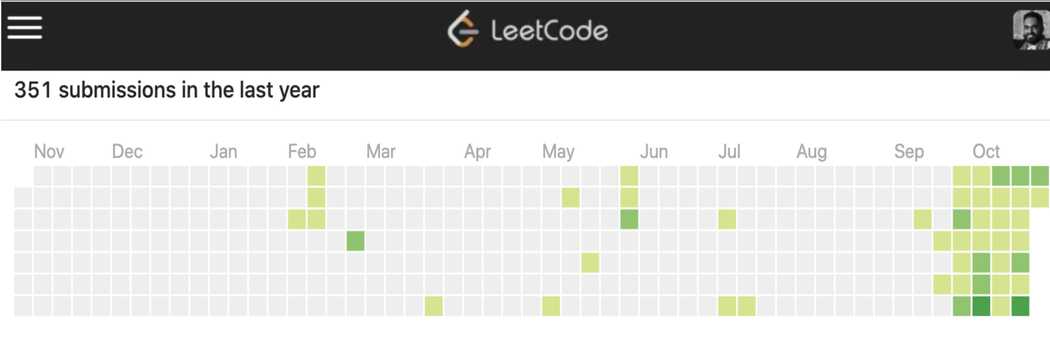 LeetCode
351 submissions in the last year
Nov Dec Jan Feb Mar Apr May Jun Jul Aug Sep Oct